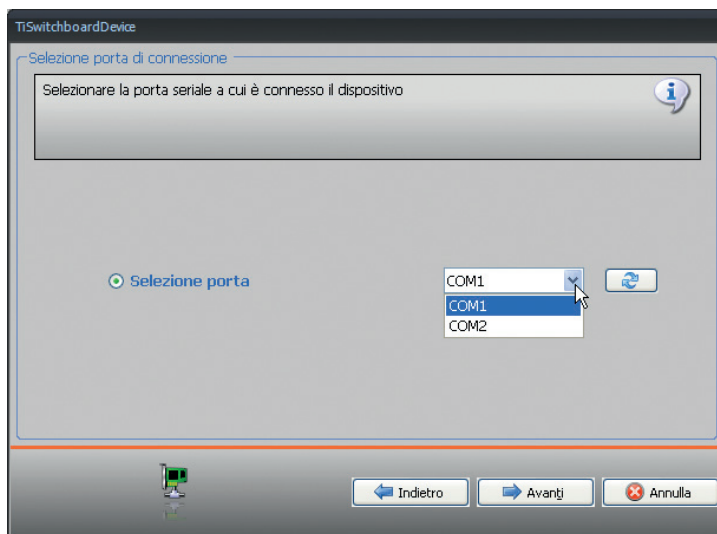 TiSwitchboardDevice
Selezione porta di connessione
Selezionare la porta seriale a cui è connesso il dispositivo
Selezione porta
COM1
COM1
COM2
Indietro
Avanti
Annulla